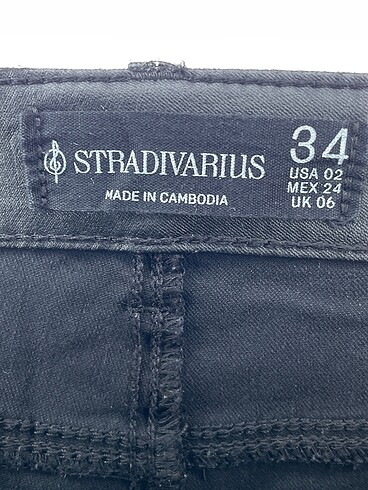 STRADIVARIUS
MADE IN CAMBODIA
34
USA 02
MEX 24
UK 06